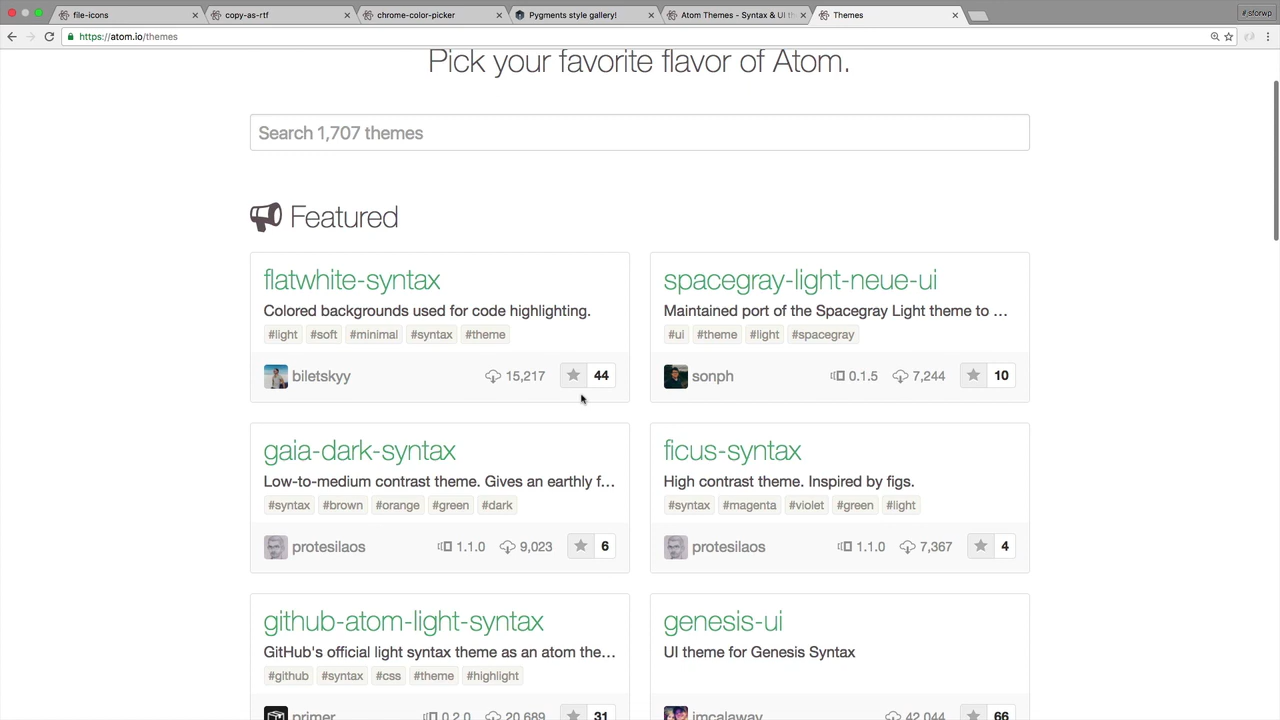 file-icons
copy-as-rtf
chrome-color-picker
Pygments style gallery!
Atom Themes - Syntax & UI th
Themes
# sforwp
https://atom.io/themes
Pick your favorite flavor of Atom.
Search 1,707 themes
Featured
flatwhite-syntax
Colored backgrounds used for code highlighting.
#light #soft #minimal #syntax #theme
biletskyy 15,217 44
spacegray-light-neue-ui
Maintained port of the Spacegray Light theme to …
#ui #theme #light #spacegray
sonph 0.1.5 7,244 10
gaia-dark-syntax
Low-to-medium contrast theme. Gives an earthly f…
#syntax #brown #orange #green #dark
protesilaos 1.1.0 9,023 6
ficus-syntax
High contrast theme. Inspired by figs.
#syntax #magenta #violet #green #light
protesilaos 1.1.0 7,367 4
github-atom-light-syntax
GitHub's official light syntax theme as an atom the…
#github #syntax #css #theme #highlight
primer 0.2.0 20,689 31
genesis-ui
UI theme for Genesis Syntax
jmcalaway 42,044 66